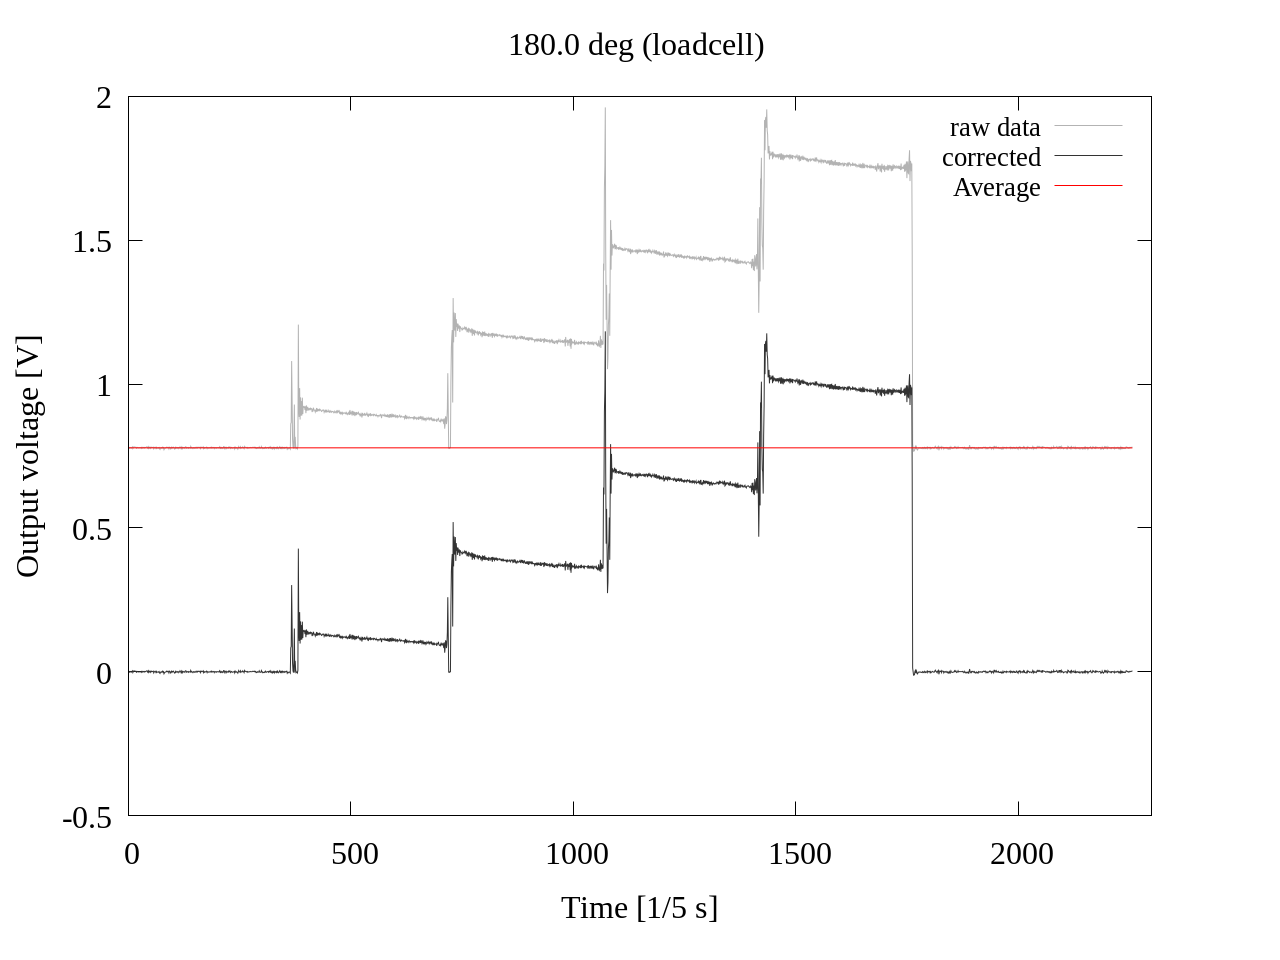 180.0 deg (loadcell)
2
1.5
1
0.5
0
-0.5
Output voltage [V]
raw data
corrected
Average
0 500 1000 1500 2000
Time [1/5 s]